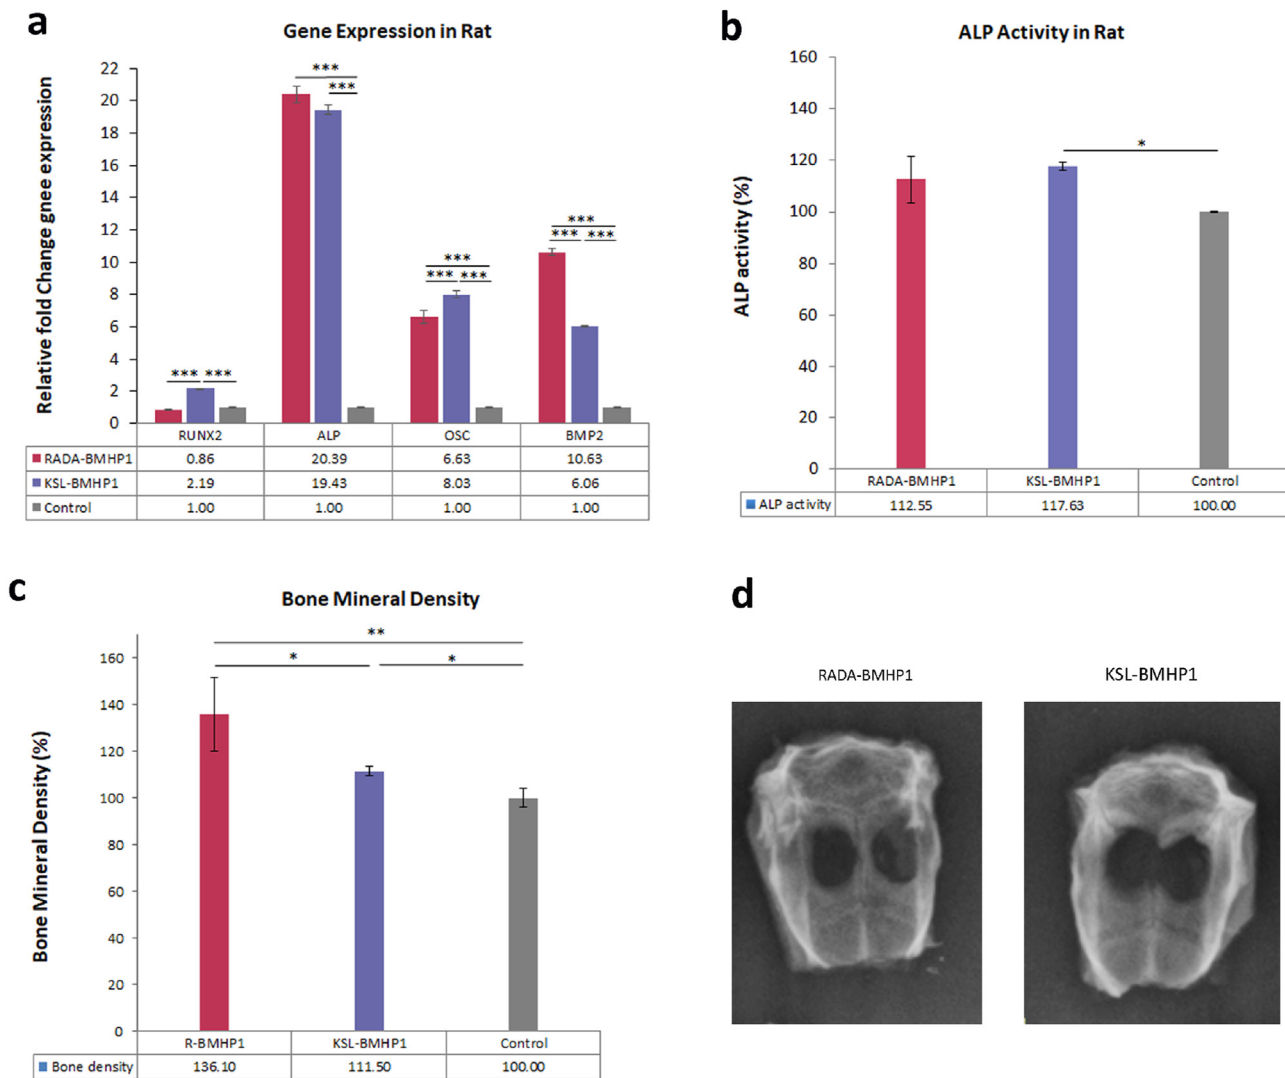 a
Gene Expression in Rat
Relative fold Change gnee expression
22
20
18
16
14
12
10
8
6
4
2
0
*** ***
***
***
***
*** ***
***
*** ***
RUNX2 ALP OSC BMP2
RADA-BMHP1 0.86 20.39 6.63 10.63
KSL-BMHP1 2.19 19.43 8.03 6.06
Control 1.00 1.00 1.00 1.00
b
ALP Activity in Rat
ALP activity (%)
160
140
120
100
80
60
40
20
0
*
RADA-BMHP1 KSL-BMHP1 Control
ALP activity 112.55 117.63 100.00
c
Bone Mineral Density
Bone Mineral Density (%)
160
140
120
100
80
60
40
20
0
**
* *
R-BMHP1 KSL-BMHP1 Control
Bone density 136.10 111.50 100.00
d
RADA-BMHP1 KSL-BMHP1